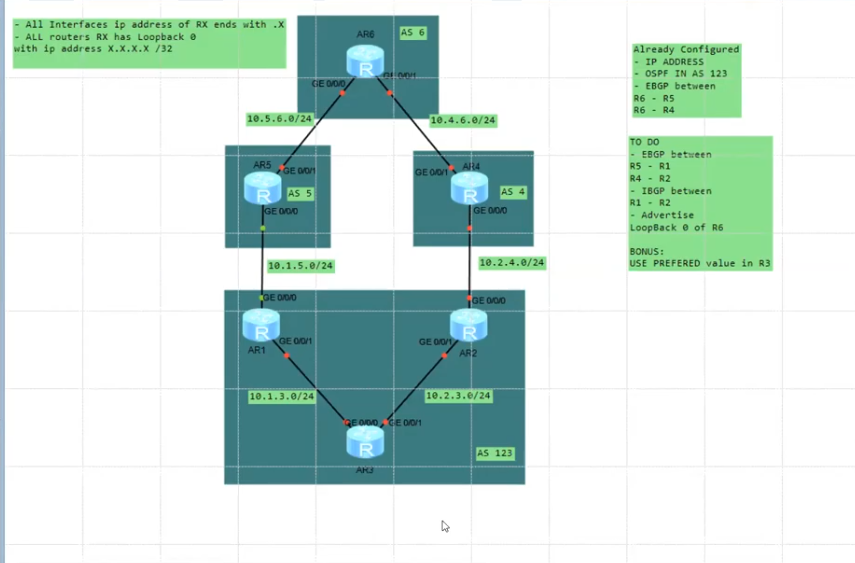 - All Interfaces ip address of RX ends with .X
- ALL routers RX has Loopback 0
with ip address X.X.X.X /32
AR6
AS 6
R
GE 0/0/0
GE 0/0/1
Already Configured
- IP ADDRESS
- OSPF IN AS 123
- EBGP between
R6 - R5
R6 - R4
10.5.6.0/24
10.4.6.0/24
TO DO
- EBGP between
R5 - R1
R4 - R2
- IBGP between
R1 - R2
- Advertise
LoopBack 0 of R6
BONUS:
USE PREFERED value in R3
AR5
GE 0/0/1
R
AS 5
GE 0/0/0
AR4
GE 0/0/1
R
AS 4
GE 0/0/0
10.1.5.0/24
10.2.4.0/24
GE 0/0/0
R
GE 0/0/1
AR1
GE 0/0/0
R
GE 0/0/1
AR2
10.1.3.0/24
10.2.3.0/24
GE 0/0/0
GE 0/0/1
R
AR3
AS 123